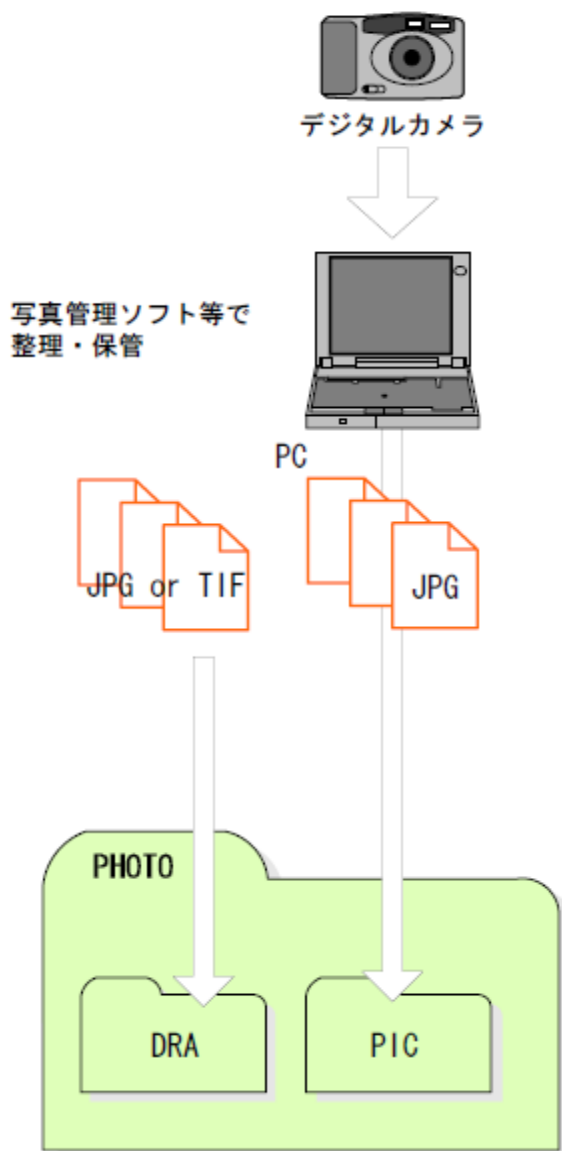 デジタルカメラ
写真管理ソフト等で
整理・保管
PC
JPG or TIF
JPG
PHOTO
DRA
PIC